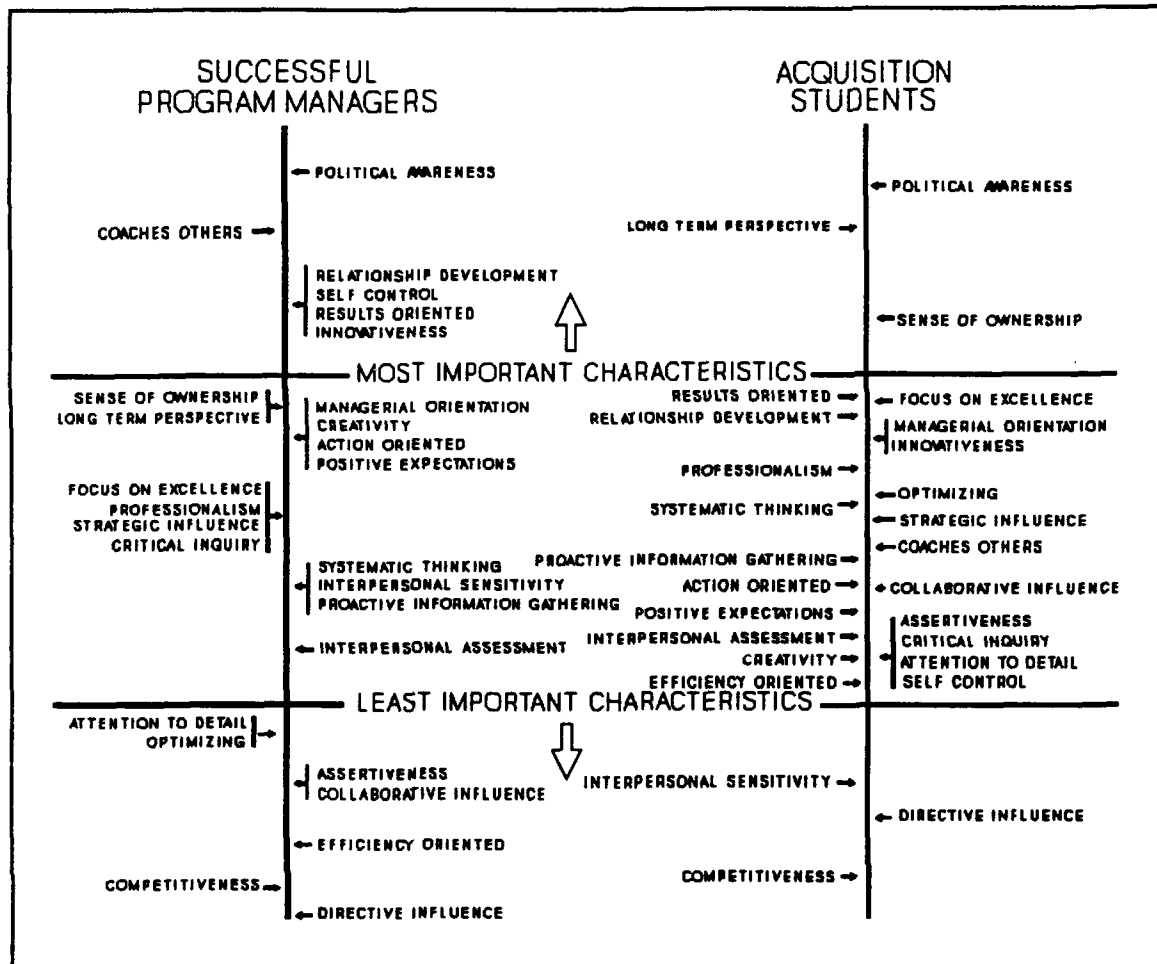 SUCCESSFUL
PROGRAM MANAGERS
POLITICAL AWARENESS
COACHES OTHERS
RELATIONSHIP DEVELOPMENT
SELF CONTROL
RESULTS ORIENTED
INNOVATIVENESS
ACQUISITION
STUDENTS
POLITICAL AWARENESS
LONG TERM PERSPECTIVE
SENSE OF OWNERSHIP
MOST IMPORTANT CHARACTERISTICS
SENSE OF OWNERSHIP
LONG TERM PERSPECTIVE
MANAGERIAL ORIENTATION
CREATIVITY
ACTION ORIENTED
POSITIVE EXPECTATIONS
FOCUS ON EXCELLENCE
PROFESSIONALISM
STRATEGIC INFLUENCE
CRITICAL INQUIRY
SYSTEMATIC THINKING
INTERPERSONAL SENSITIVITY
PROACTIVE INFORMATION GATHERING
INTERPERSONAL ASSESSMENT
RESULTS ORIENTED
FOCUS ON EXCELLENCE
RELATIONSHIP DEVELOPMENT
MANAGERIAL ORIENTATION
INNOVATIVENESS
PROFESSIONALISM
OPTIMIZING
SYSTEMATIC THINKING
STRATEGIC INFLUENCE
COACHES OTHERS
PROACTIVE INFORMATION GATHERING
ACTION ORIENTED
COLLABORATIVE INFLUENCE
POSITIVE EXPECTATIONS
INTERPERSONAL ASSESSMENT
CREATIVITY
EFFICIENCY ORIENTED
ASSERTIVENESS
CRITICAL INQUIRY
ATTENTION TO DETAIL
SELF CONTROL
LEAST IMPORTANT CHARACTERISTICS
ATTENTION TO DETAIL
OPTIMIZING
ASSERTIVENESS
COLLABORATIVE INFLUENCE
EFFICIENCY ORIENTED
COMPETITIVENESS
DIRECTIVE INFLUENCE
INTERPERSONAL SENSITIVITY
DIRECTIVE INFLUENCE
COMPETITIVENESS